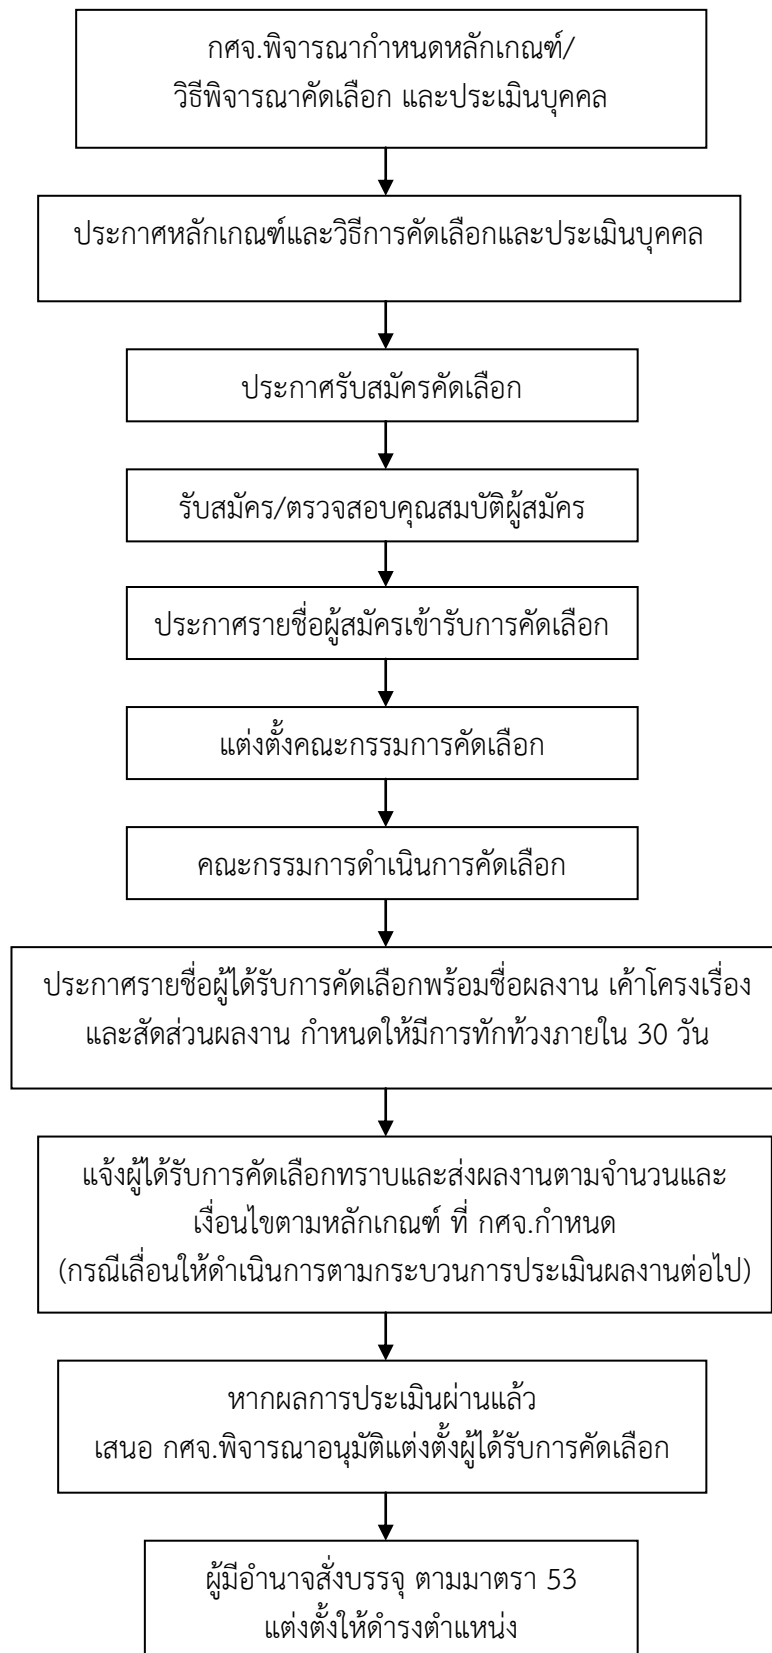 กศจ.พิจารณากำหนดหลักเกณฑ์/
วิธีพิจารณาคัดเลือก และประเมินบุคคล
ประกาศหลักเกณฑ์และวิธีการคัดเลือกและประเมินบุคคล
ประกาศรับสมัครคัดเลือก
รับสมัคร/ตรวจสอบคุณสมบัติผู้สมัคร
ประกาศรายชื่อผู้สมัครเข้ารับการคัดเลือก
แต่งตั้งคณะกรรมการคัดเลือก
คณะกรรมการดำเนินการคัดเลือก
ประกาศรายชื่อผู้ได้รับการคัดเลือกพร้อมชื่อผลงาน เค้าโครงเรื่อง
และสัดส่วนผลงาน กำหนดให้มีการทักท้วงภายใน 30 วัน
แจ้งผู้ได้รับการคัดเลือกทราบและส่งผลงานตามจำนวนและ
เงื่อนไขตามหลักเกณฑ์ ที่ กศจ.กำหนด
(กรณีเลื่อนให้ดำเนินการตามกระบวนการประเมินผลงานต่อไป)
หากผลการประเมินผ่านแล้ว
เสนอ กศจ.พิจารณาอนุมัติแต่งตั้งผู้ได้รับการคัดเลือก
ผู้มีอำนาจสั่งบรรจุ ตามมาตรา 53
แต่งตั้งให้ดำรงตำแหน่ง